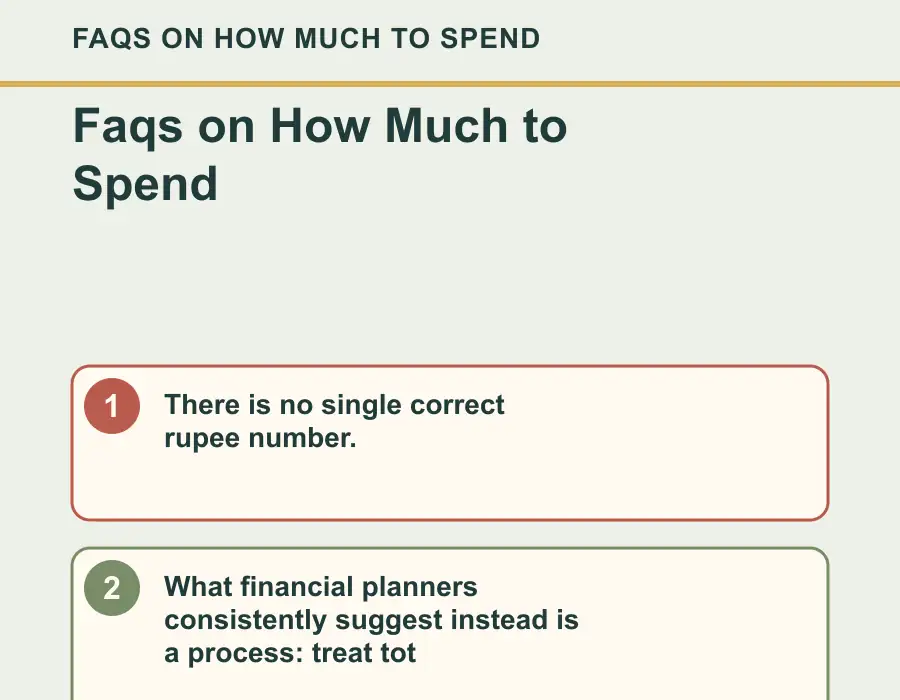 FAQS ON HOW MUCH TO SPEND
Faqs on How Much to
Spend
1
There is no single correct
rupee number.
2
What financial planners
consistently suggest instead is
a process: treat tot